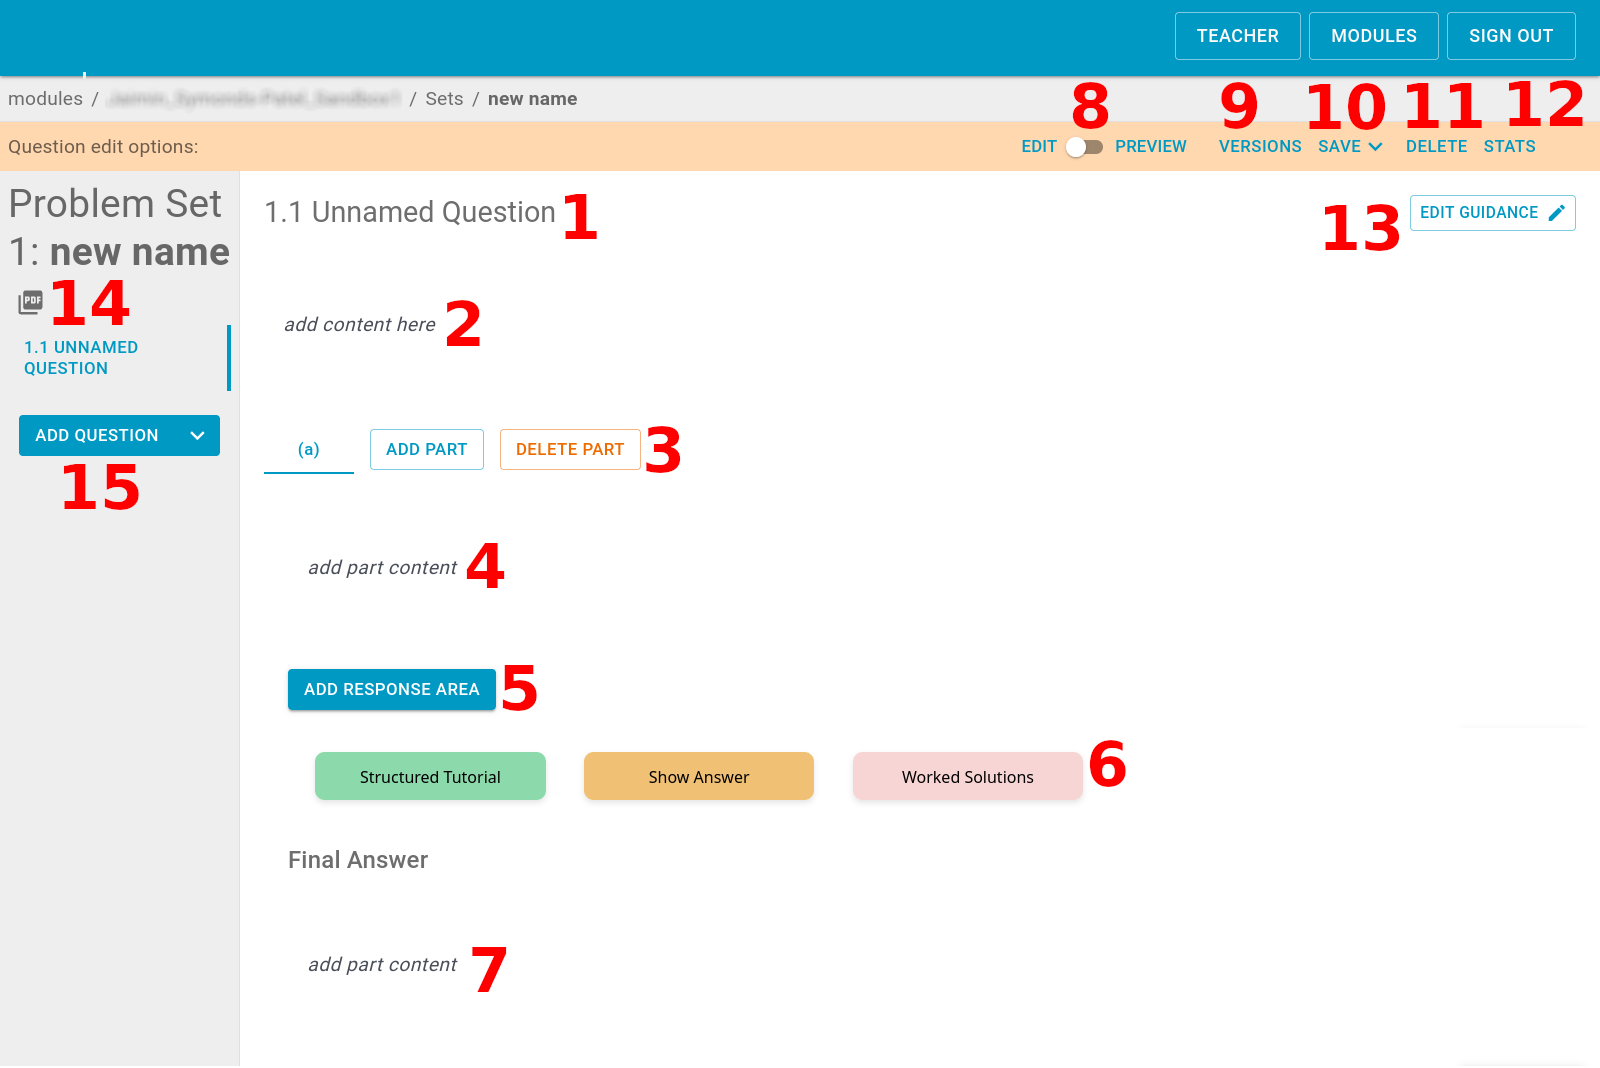 TEACHER MODULES SIGN OUT
modules / / Sets / new name
8 9 10 11 12
Question edit options: EDIT PREVIEW VERSIONS SAVE DELETE STATS
Problem Set
1: new name
14
1.1 UNNAMED
QUESTION
ADD QUESTION
15
1.1 Unnamed Question 1
13 EDIT GUIDANCE
add content here 2
(a) ADD PART DELETE PART 3
add part content 4
ADD RESPONSE AREA 5
Structured Tutorial Show Answer Worked Solutions 6
Final Answer
add part content 7
PDF